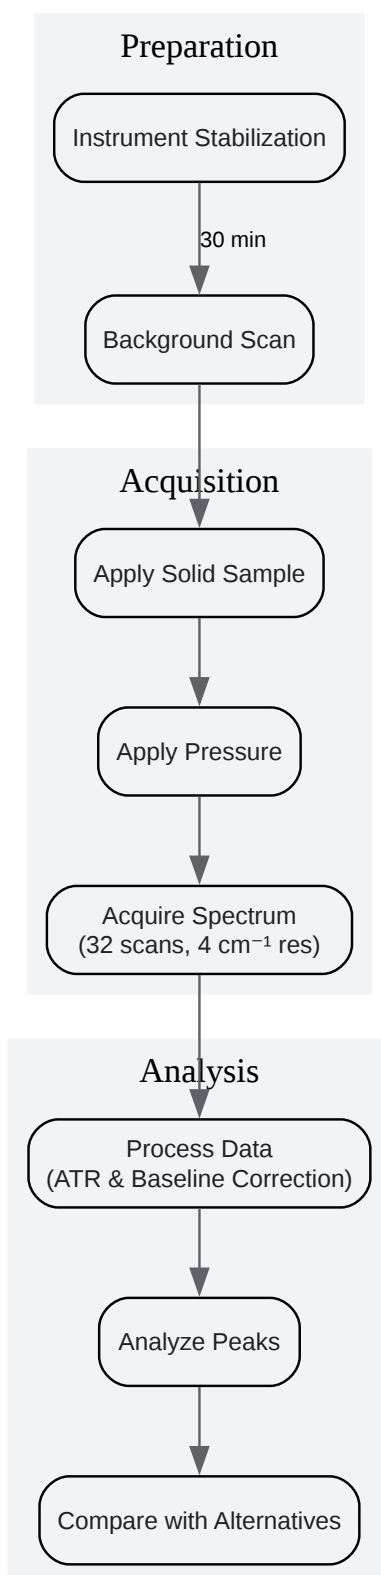 Preparation
Instrument Stabilization
30 min
Background Scan
Acquisition
Apply Solid Sample
Apply Pressure
Acquire Spectrum
(32 scans, 4 cm⁻¹ res)
Analysis
Process Data
(ATR & Baseline Correction)
Analyze Peaks
Compare with Alternatives